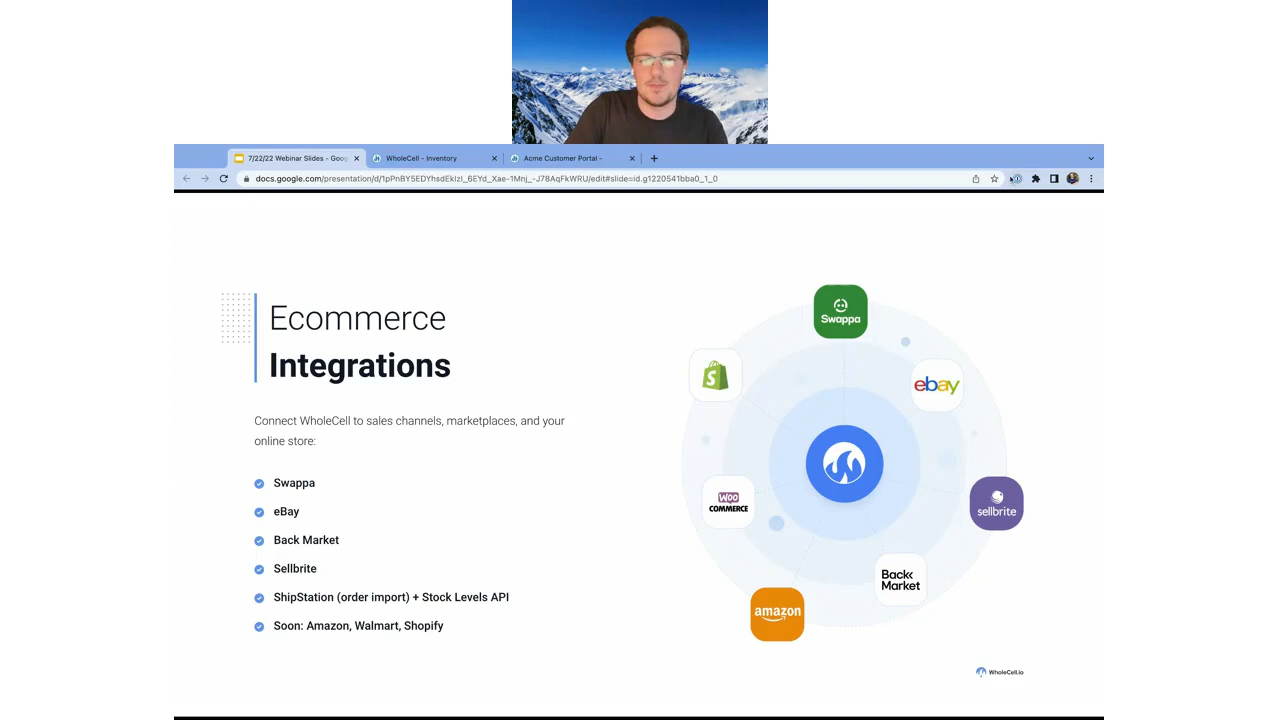 7/22/22 Webinar Slides - Goog
WholeCell - Inventory
Acme Customer Portal -
docs.google.com/presentation/d/1pPnBY5EDYhsdEkIzI_6EYd_Xae-1Mnj_-J78AqFkWRU/edit#slide=id.g1220541bba0_1_0
Ecommerce
Integrations
Connect WholeCell to sales channels, marketplaces, and your
online store:
Swappa
eBay
Back Market
Sellbrite
ShipStation (order import) + Stock Levels API
Soon: Amazon, Walmart, Shopify
Swappa
S
ebay
WOO
COMMERCE
sellbrite
Back
Market
amazon
WholeCell.io